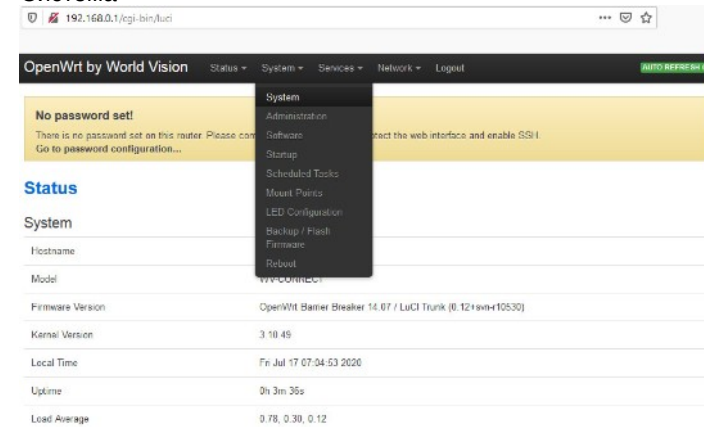 192.168.0.1/cgi-bin/luci
OpenWrt by World Vision Status System Services Network Logout AUTO REFRESH
System
Administration
Software
Startup
Scheduled Tasks
Mount Points
LED Configuration
Backup / Flash
Firmware
Reboot
No password set!
There is no password set on this router. Please tect the web interface and enable SSH.
Go to password configuration...
Status
System
Hostname
Model WV-CONNECT
Firmware Version OpenWrt Barrier Breaker 14.07 / LuCI Trunk (0.12+svn-r10530)
Kernel Version 3.10.49
Local Time Fri Jul 17 07:04:53 2020
Uptime 0h 3m 36s
Load Average 0.78, 0.30, 0.12